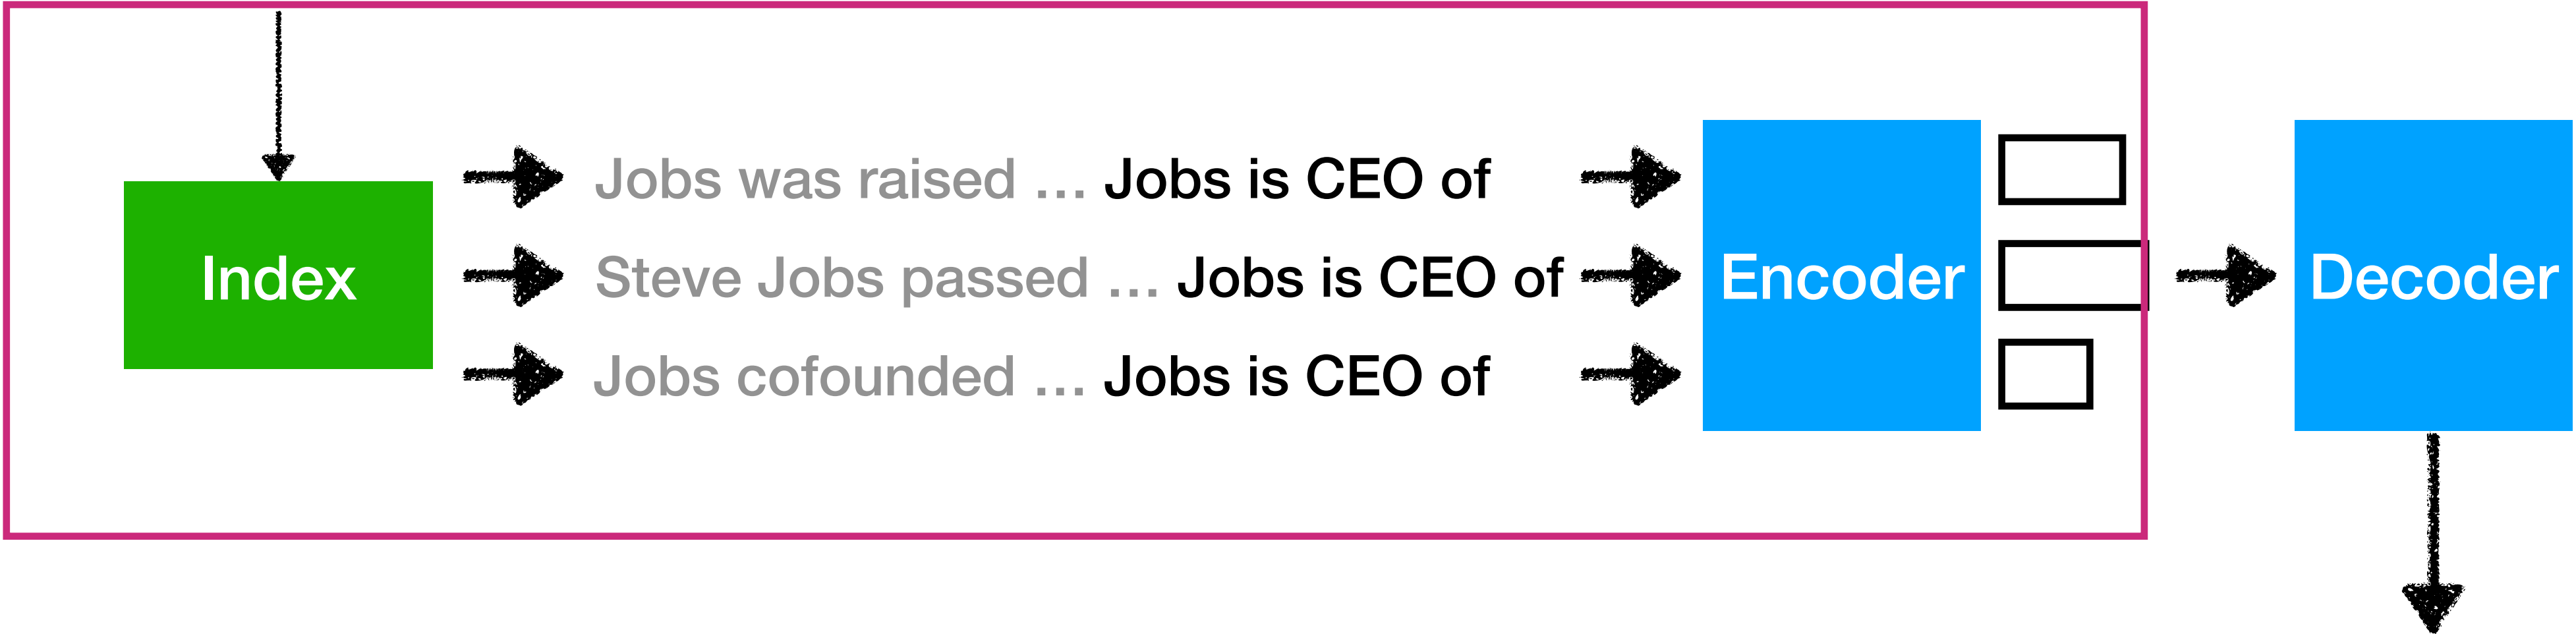 Jobs was raised ... Jobs is CEO of
Index
Steve Jobs passed ... Jobs is CEO of
Encoder
Decoder
Jobs cofounded ... Jobs is CEO of